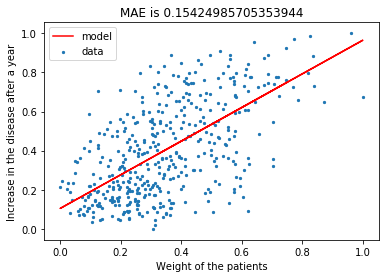 MAE is 0.15424985705353944
model
data
Increase in the disease after a year
1.0
0.8
0.6
0.4
0.2
0.0
0.0 0.2 0.4 0.6 0.8 1.0
Weight of the patients